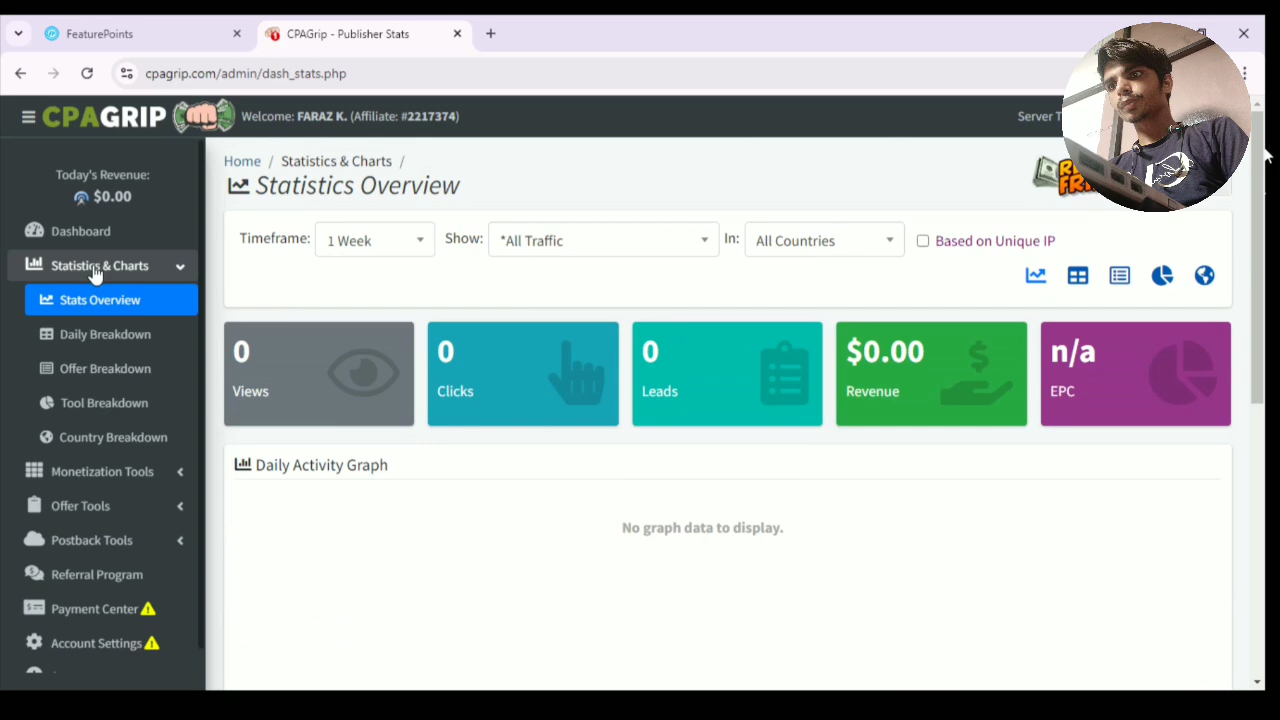 FeaturePoints
CPAGrip - Publisher Stats
cpagrip.com/admin/dash_stats.php
CPAGRIP
Welcome: FARAZ K. (Affiliate: #2217374)
Server
Today's Revenue:
$0.00
Dashboard
Statistics & Charts
Stats Overview
Daily Breakdown
Offer Breakdown
Tool Breakdown
Country Breakdown
Monetization Tools
Offer Tools
Postback Tools
Referral Program
Payment Center
Account Settings
Home / Statistics & Charts /
Statistics Overview
Timeframe: 1 Week Show: *All Traffic In: All Countries Based on Unique IP
0
Views
0
Clicks
0
Leads
$0.00
Revenue
n/a
EPC
Daily Activity Graph
No graph data to display.